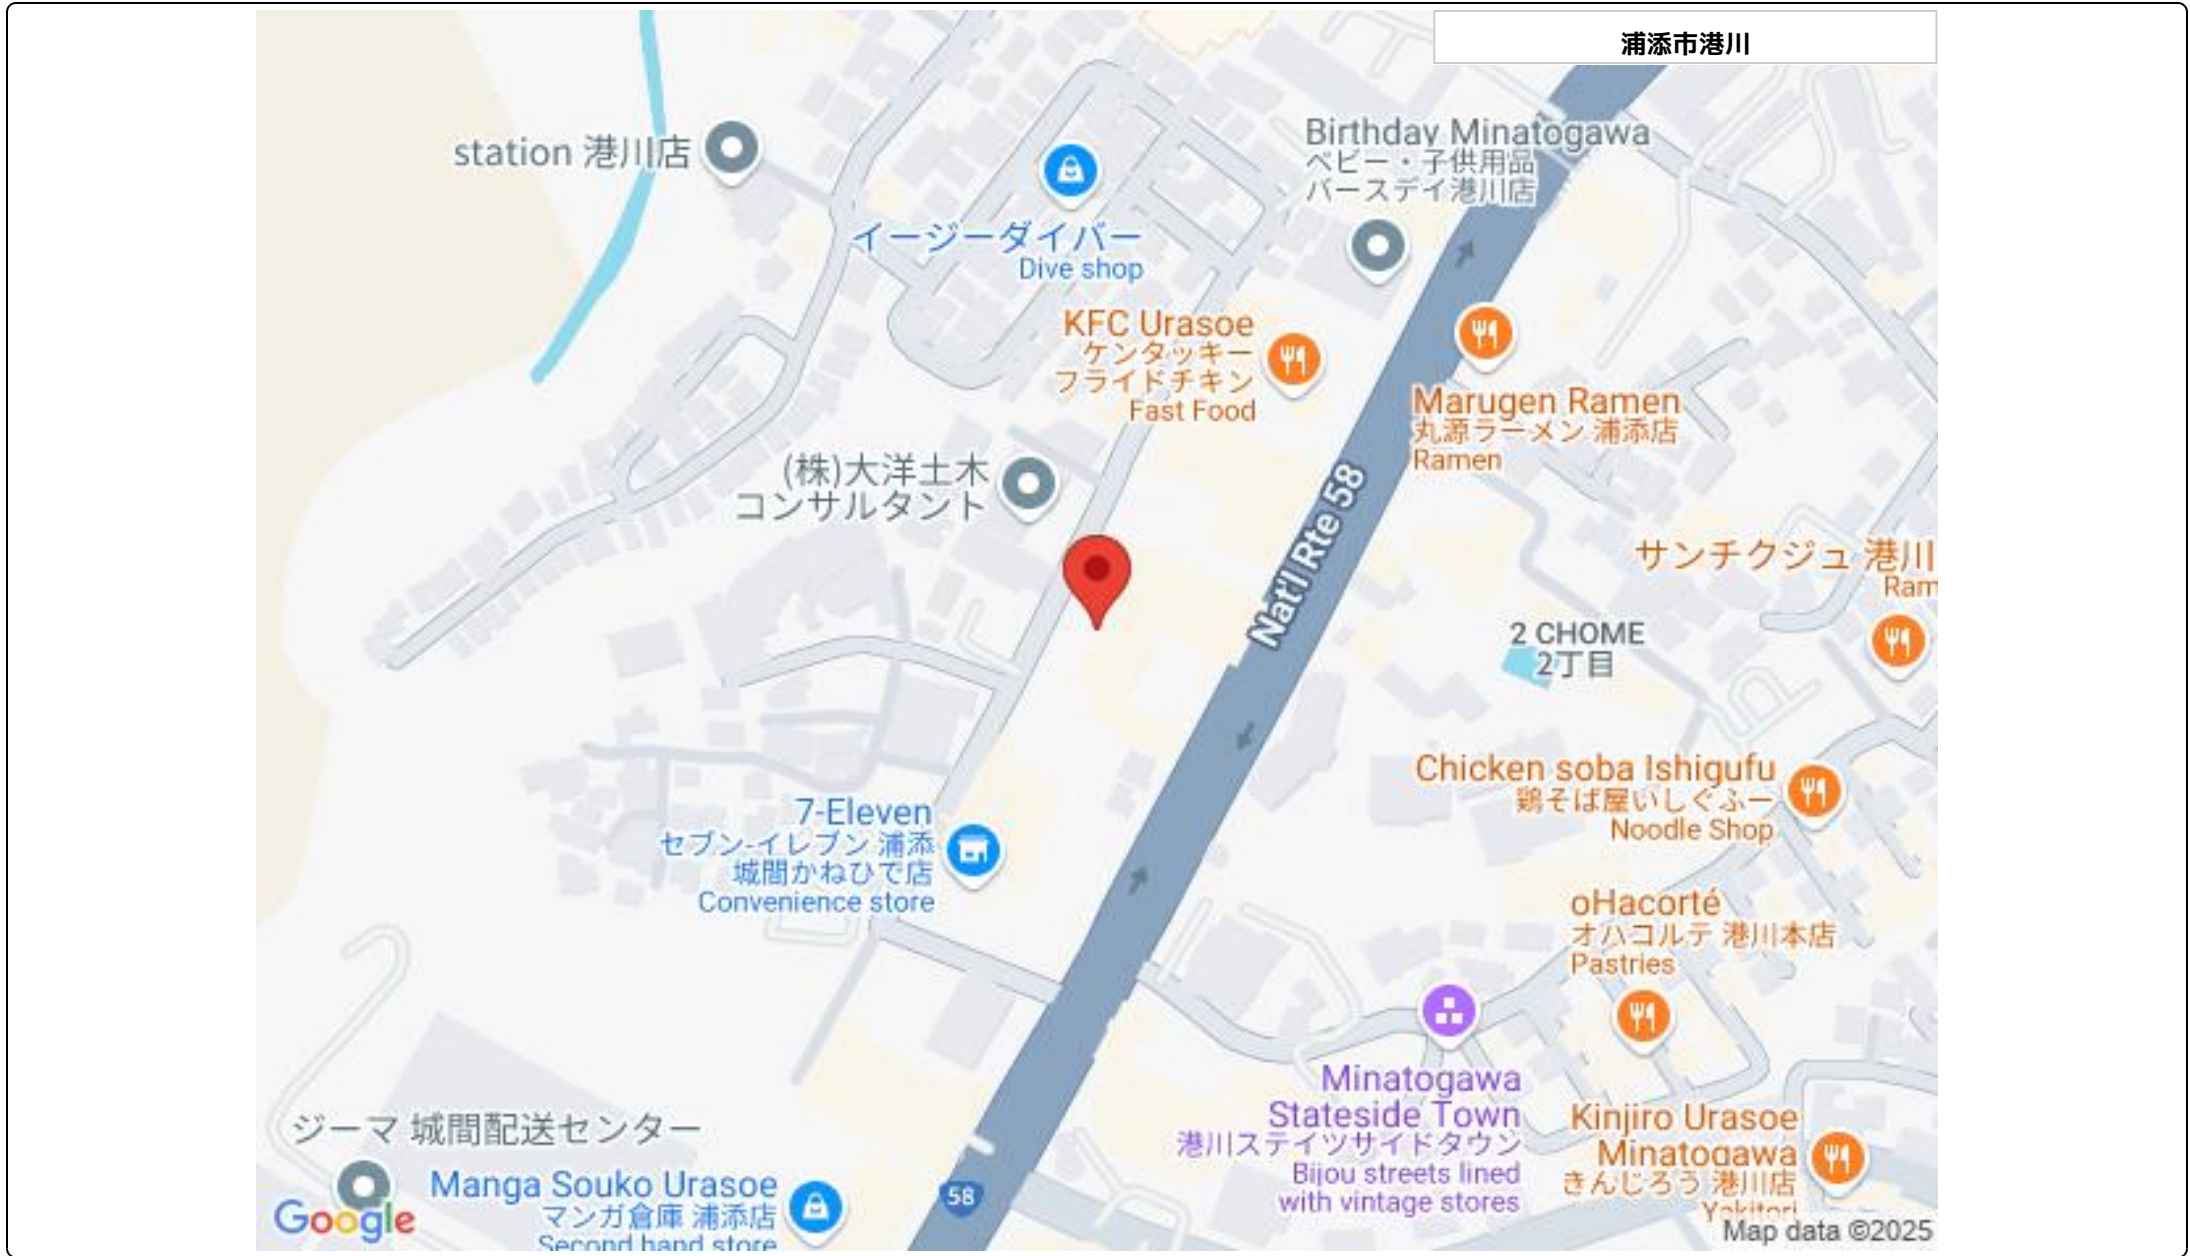 浦添市港川
station 港川店
Birthday Minatogawa
ベビー・子供用品
バースデイ港川店
イージーダイバー
Dive shop
KFC Urasoe
ケンタッキー
フライドチキン
Fast Food
Marugen Ramen
丸源ラーメン 浦添店
Ramen
(株)大洋土木
コンサルタント
Nat'l Rte 58
サンチクジュ 港川
Ram
2 CHOME
2丁目
Chicken soba Ishigufu
鶏そば屋いしぐふー
Noodle Shop
7-Eleven
セブン-イレブン 浦添
城間かねひで店
Convenience store
oHacorté
オハコルテ 港川本店
Pastries
Minatogawa
Stateside Town
港川ステイツサイドタウン
Bijou streets lined
with vintage stores
Kinjiro Urasoe
Minatogawa
きんじろう 港川店
Yakitori
ジーマ 城間配送センター
Manga Souko Urasoe
マンガ倉庫 浦添店
Second hand store
58
Google
Map data ©2025